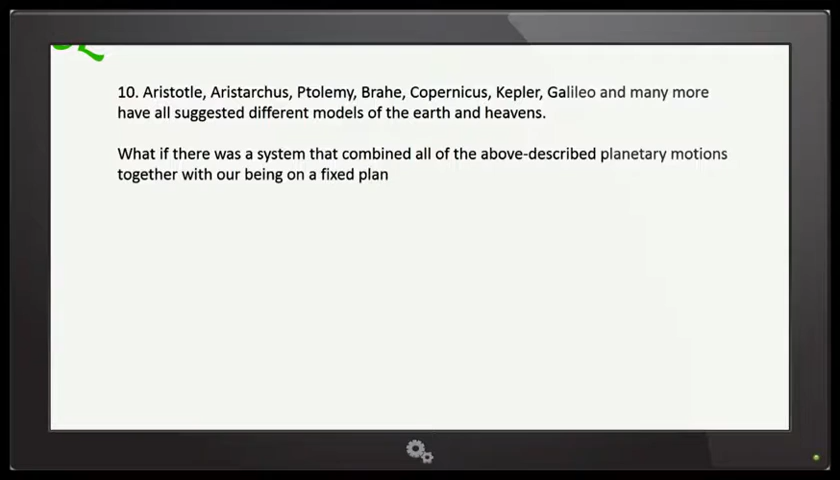 10. Aristotle, Aristarchus, Ptolemy, Brahe, Copernicus, Kepler, Galileo and many more
have all suggested different models of the earth and heavens.
What if there was a system that combined all of the above-described planetary motions
together with our being on a fixed plan